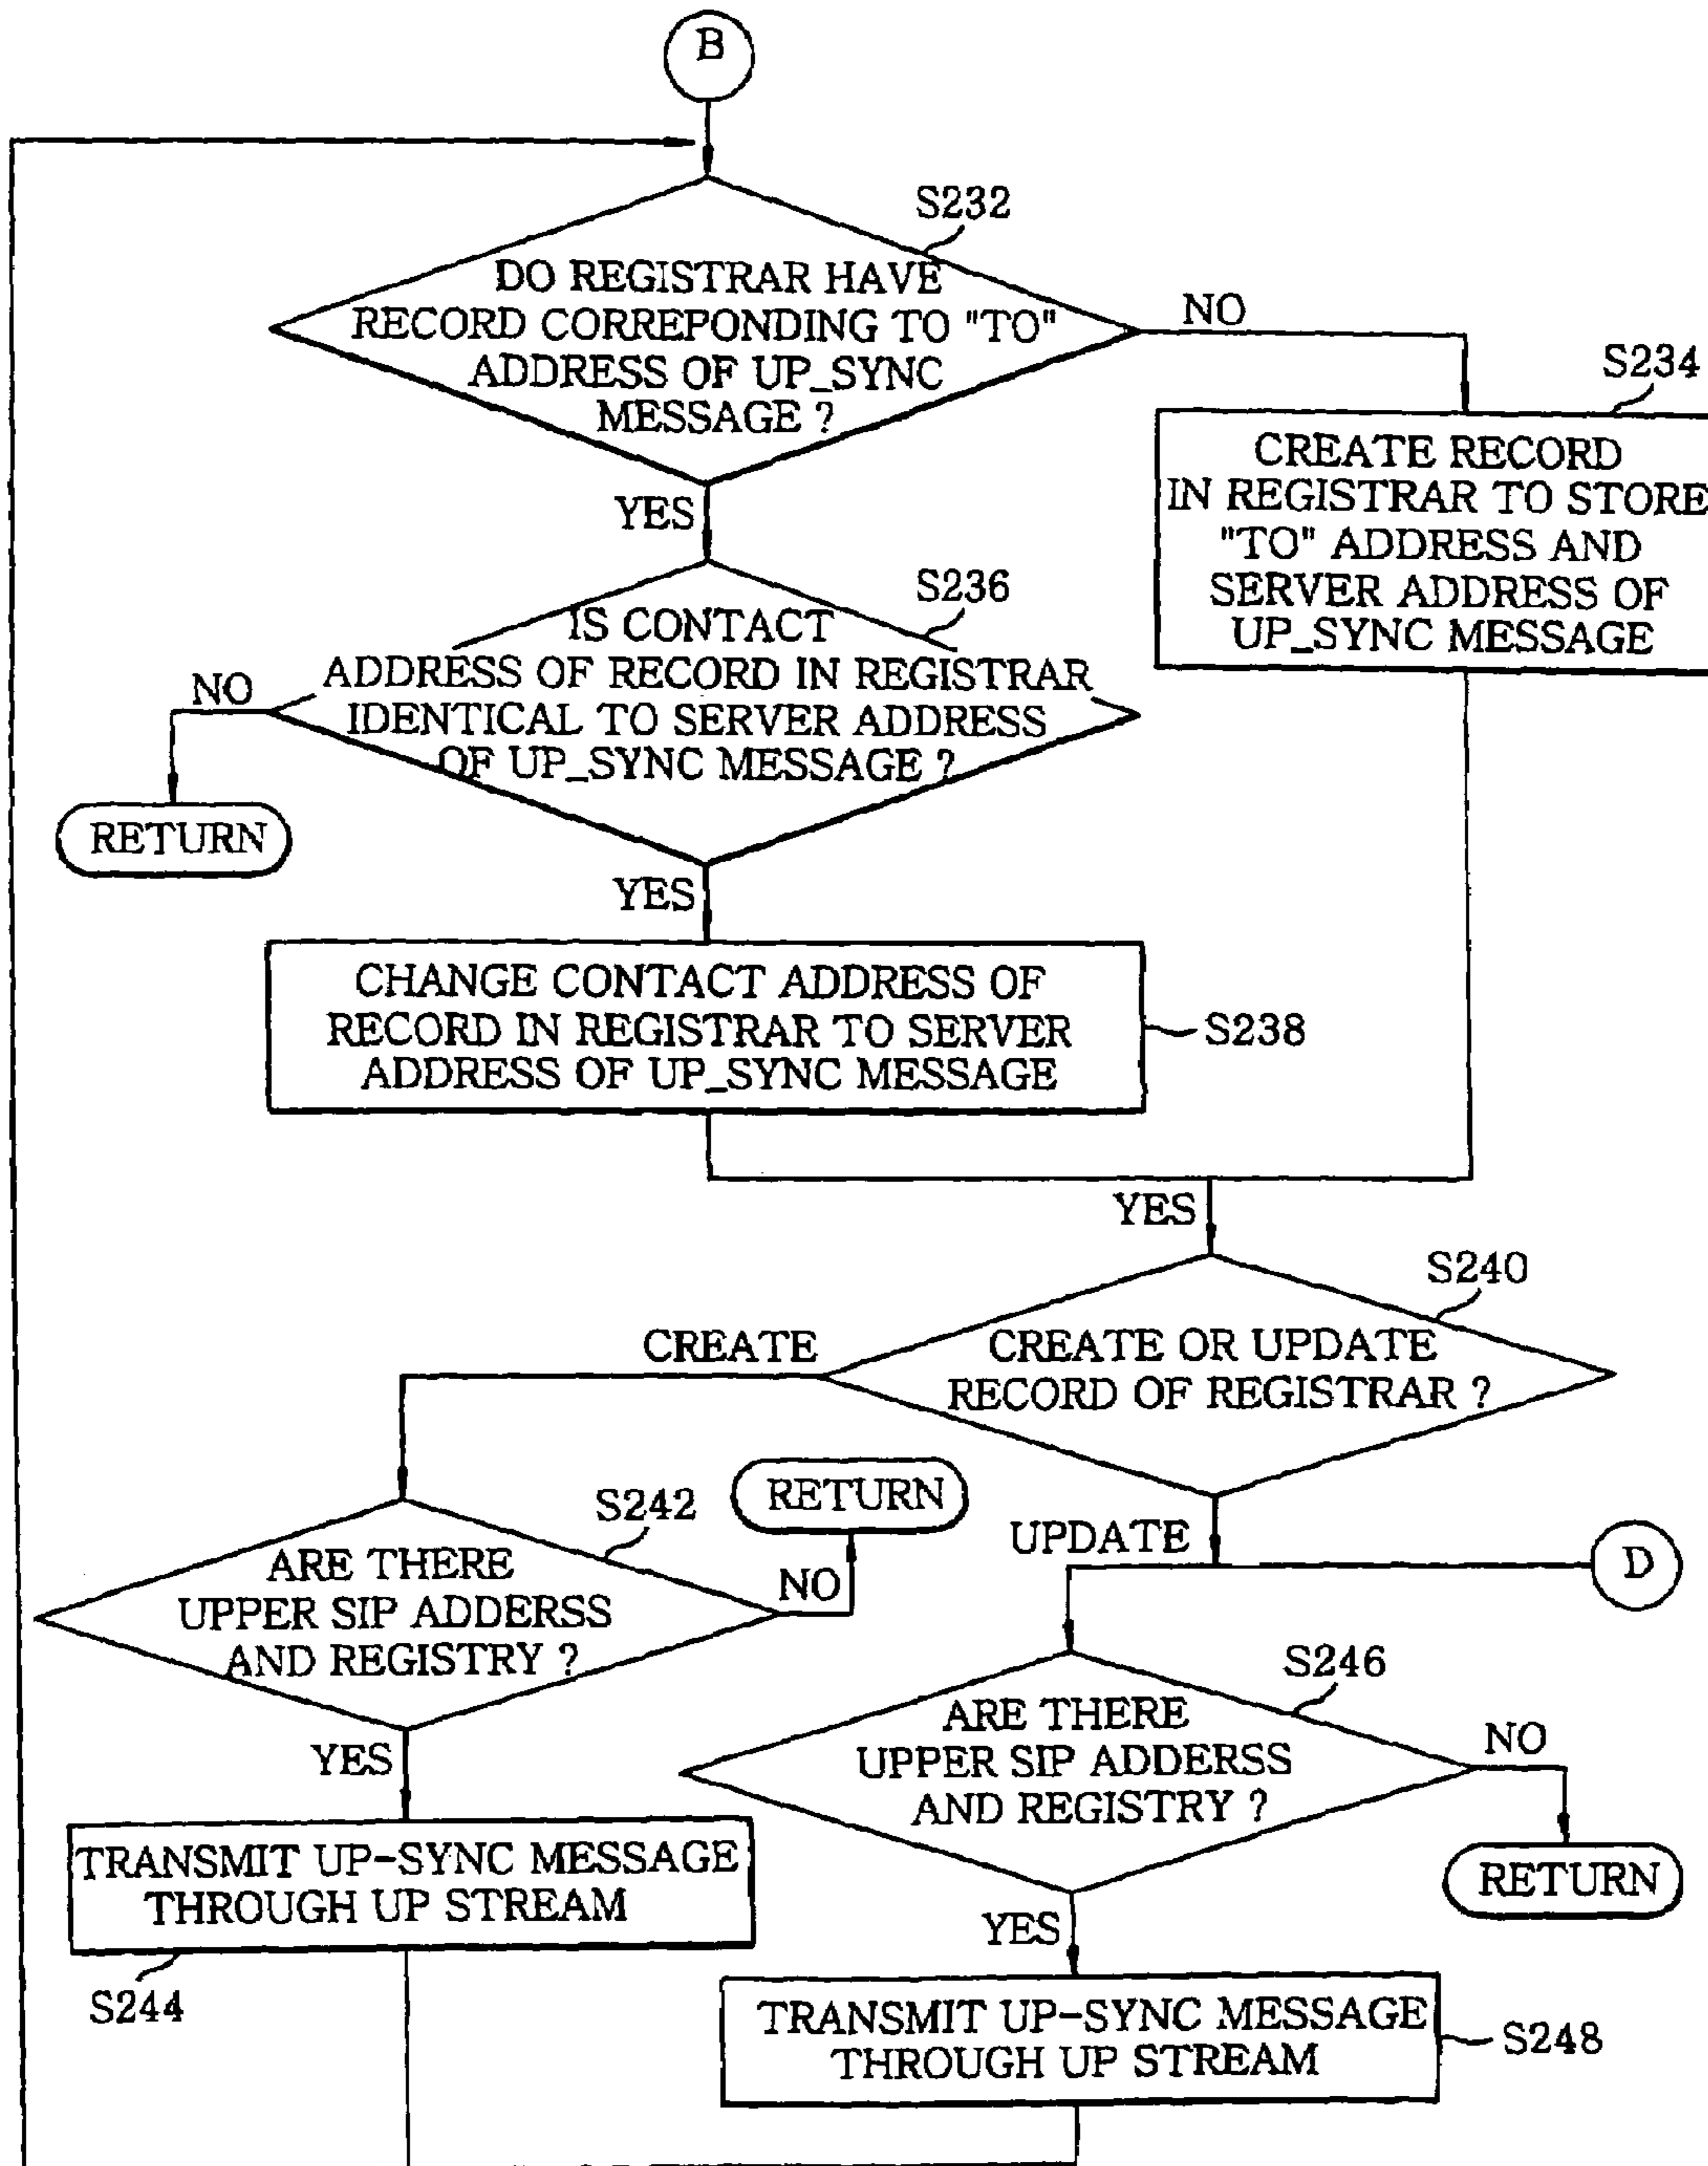 B
S232
DO REGISTRAR HAVE
RECORD CORREPONDING TO "TO"
ADDRESS OF UP_SYNC
MESSAGE ?
NO
S234
CREATE RECORD
IN REGISTRAR TO STORE
"TO" ADDRESS AND
SERVER ADDRESS OF
UP_SYNC MESSAGE
YES
S236
IS CONTACT
ADDRESS OF RECORD IN REGISTRAR
IDENTICAL TO SERVER ADDRESS
OF UP_SYNC MESSAGE ?
NO
RETURN
YES
CHANGE CONTACT ADDRESS OF
RECORD IN REGISTRAR TO SERVER
ADDRESS OF UP_SYNC MESSAGE
S238
YES
S240
CREATE OR UPDATE
RECORD OF REGISTRAR ?
CREATE
UPDATE
D
S242
ARE THERE
UPPER SIP ADDERSS
AND REGISTRY ?
NO
RETURN
YES
TRANSMIT UP-SYNC MESSAGE
THROUGH UP STREAM
S244
S246
ARE THERE
UPPER SIP ADDERSS
AND REGISTRY ?
NO
RETURN
YES
TRANSMIT UP-SYNC MESSAGE
THROUGH UP STREAM
S248